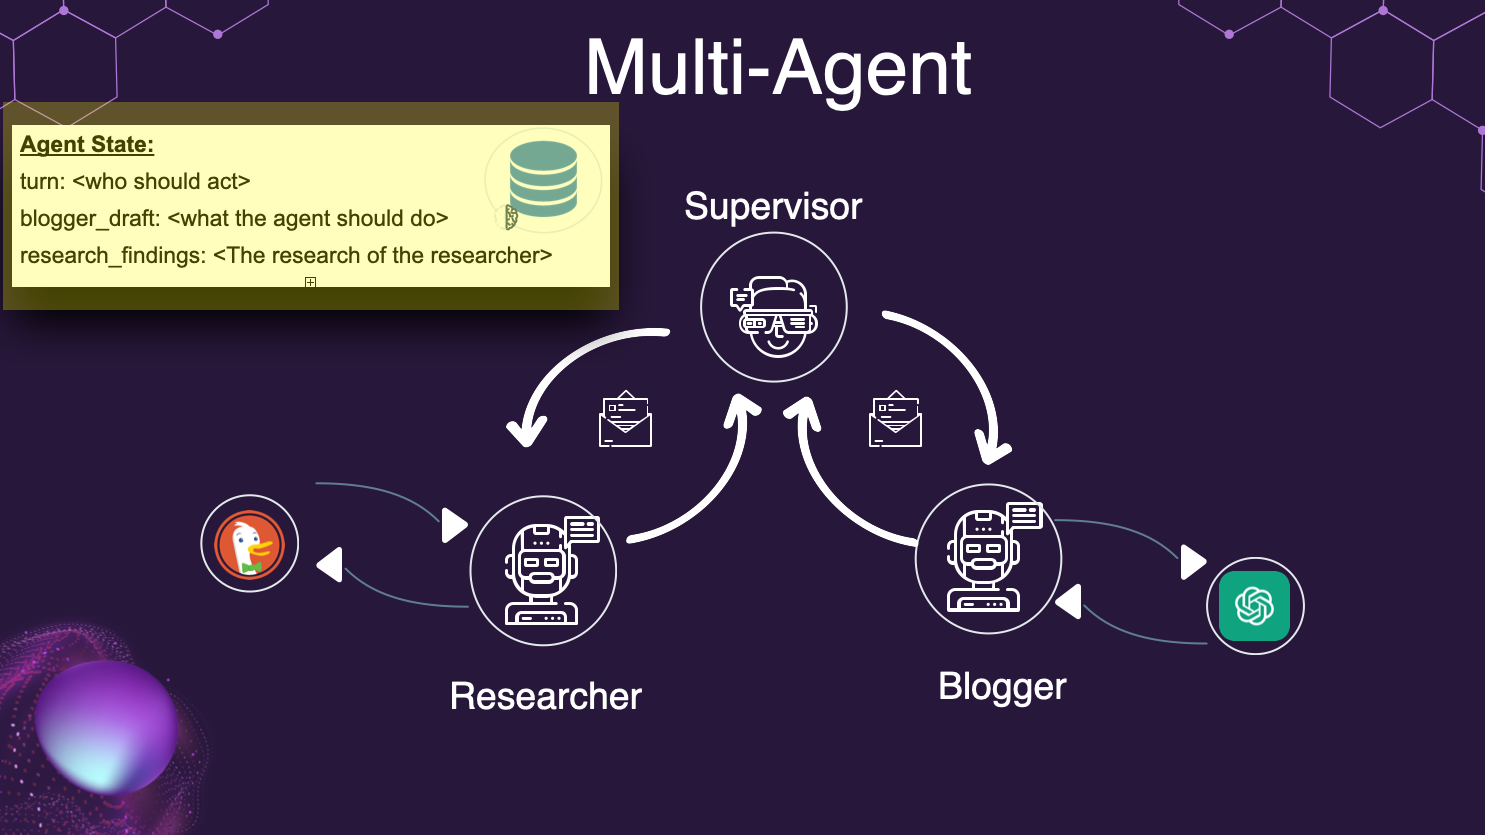 Multi-Agent
Agent State:
turn: <who should act>
blogger_draft: <what the agent should do>
research_findings: <The research of the researcher>
Supervisor
Researcher
Blogger